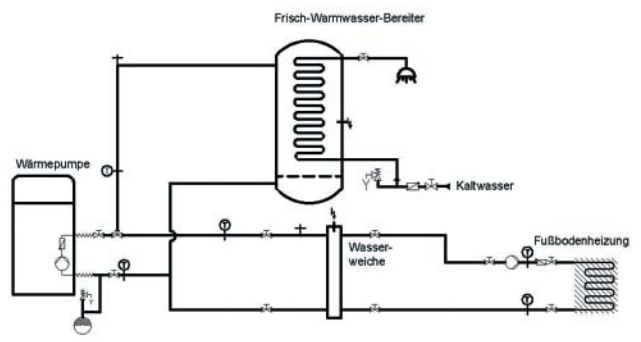 Frisch-Warmwasser-Bereiter
Wärmepumpe
T
Kaltwasser
T
Wasser-
weiche
Fußbodenheizung
T
T
T